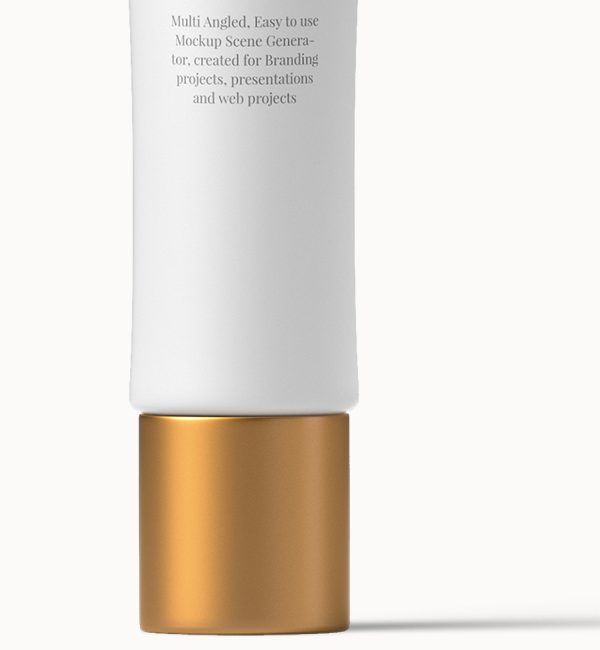 Multi Angled, Easy to use
Mockup Scene Genera-
tor, created for Branding
projects, presentations
and web projects